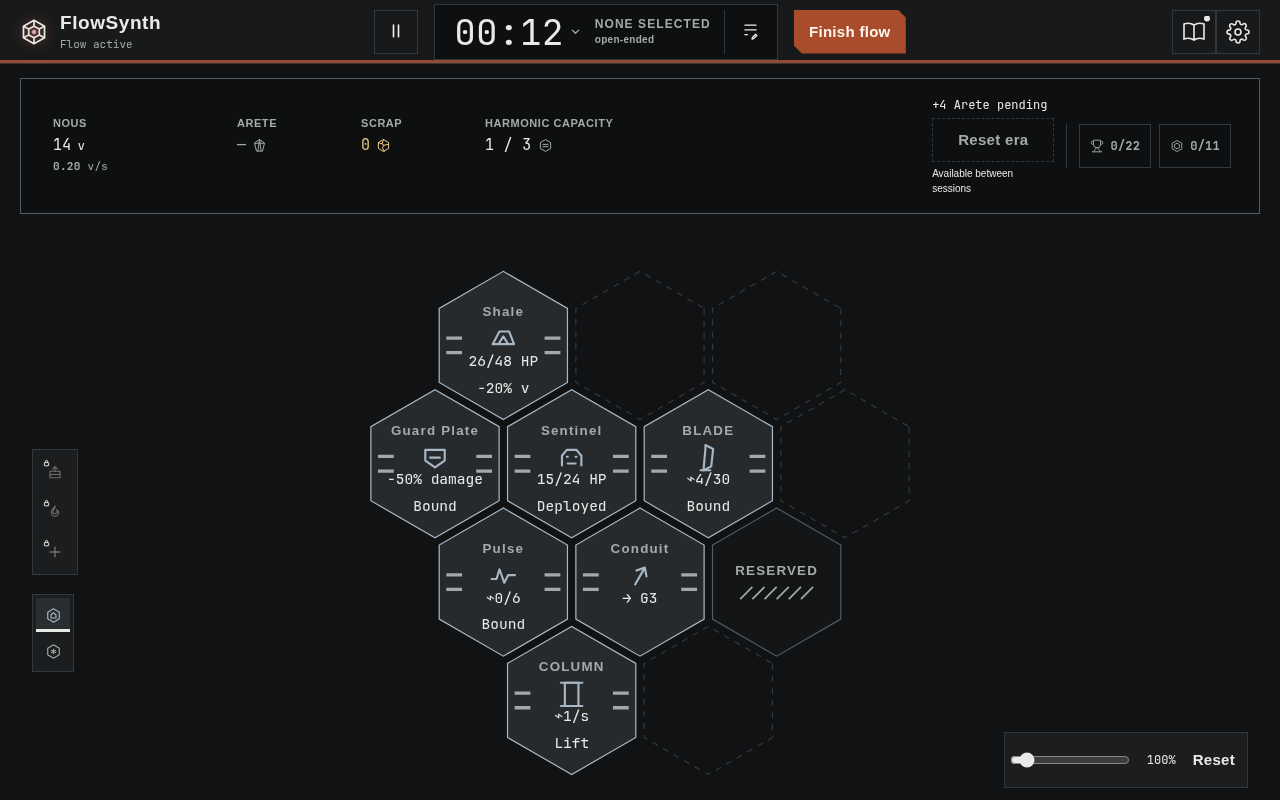 FlowSynth
Flow active
00:12
NONE SELECTED
open-ended
Finish flow
NOUS
14 v
0.20 v/s
ARETE
—
SCRAP
0
HARMONIC CAPACITY
1 / 3
+4 Arete pending
Reset era
Available between
sessions
0/22
0/11
Shale
26/48 HP
-20% v
Guard Plate
-50% damage
Bound
Sentinel
15/24 HP
Deployed
BLADE
⌁4/30
Bound
Pulse
⌁0/6
Bound
Conduit
→ G3
RESERVED
COLUMN
⌁1/s
Lift
100%
Reset